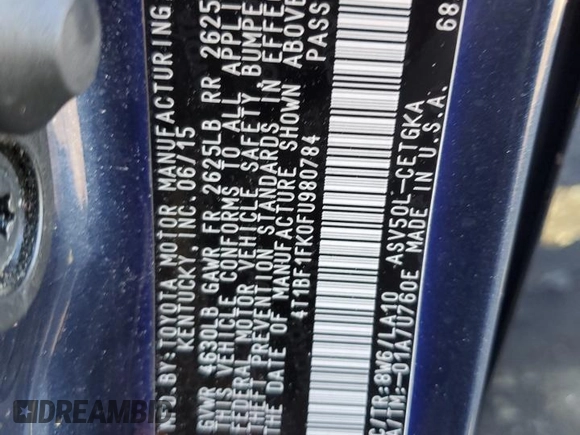 MFD.BY:TOYOTA MOTOR MANUFACTURING,
KENTUCKY INC. 06/15
GVWR 4630LB GAWR FR 2625LB RR 2625
THIS VEHICLE CONFORMS TO ALL APPLI
FEDERAL MOTOR VEHICLE SAFETY, BUMPE
THEFT PREVENTION STANDARDS IN EFFE
DATE OF MANUFACTURE SHOWN ABOVE
4T1BF1FK0FU980784 PASS
C/TR:8W6/LA10 ASV50L-CETGKA
A/TM:-01A/U760E MADE IN U.S.A.
68
DREAMBID